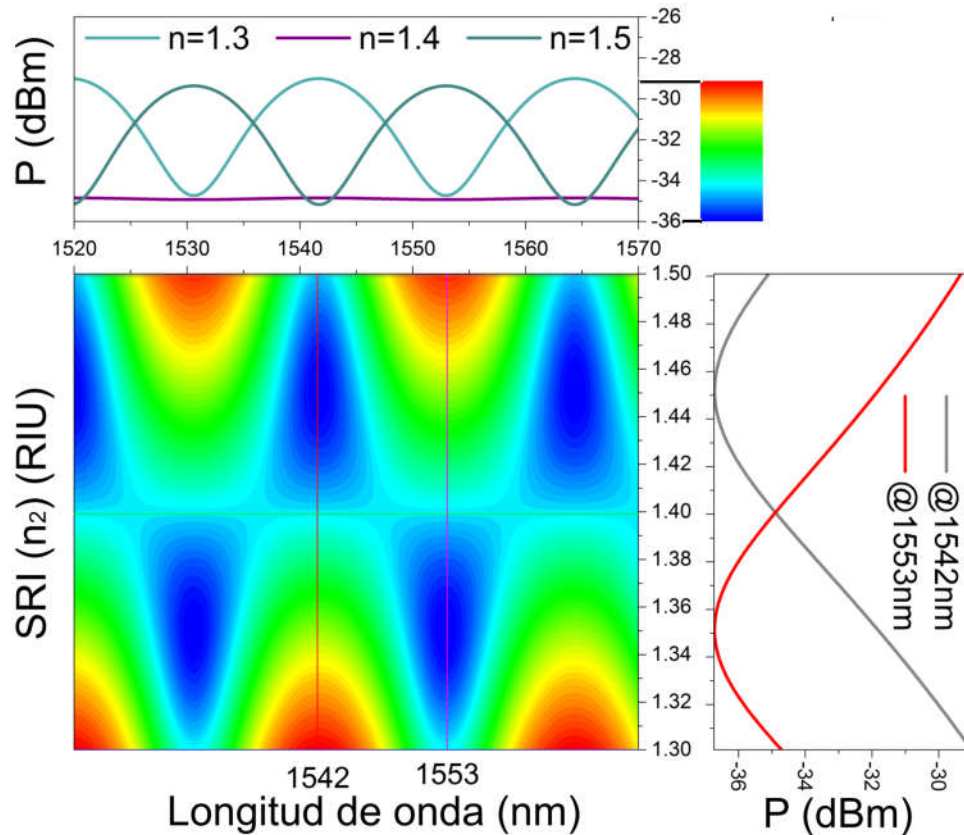 P (dBm)
n=1.3 n=1.4 n=1.5
-26
-28
-30
-32
-34
-36
1520 1530 1540 1550 1560 1570
SRI (n₂) (RIU)
1.50
1.48
1.46
1.44
1.42
1.40
1.38
1.36
1.34
1.32
1.30
1542 1553
Longitud de onda (nm)
@1542nm
@1553nm
-36 -34 -32 -30
P (dBm)